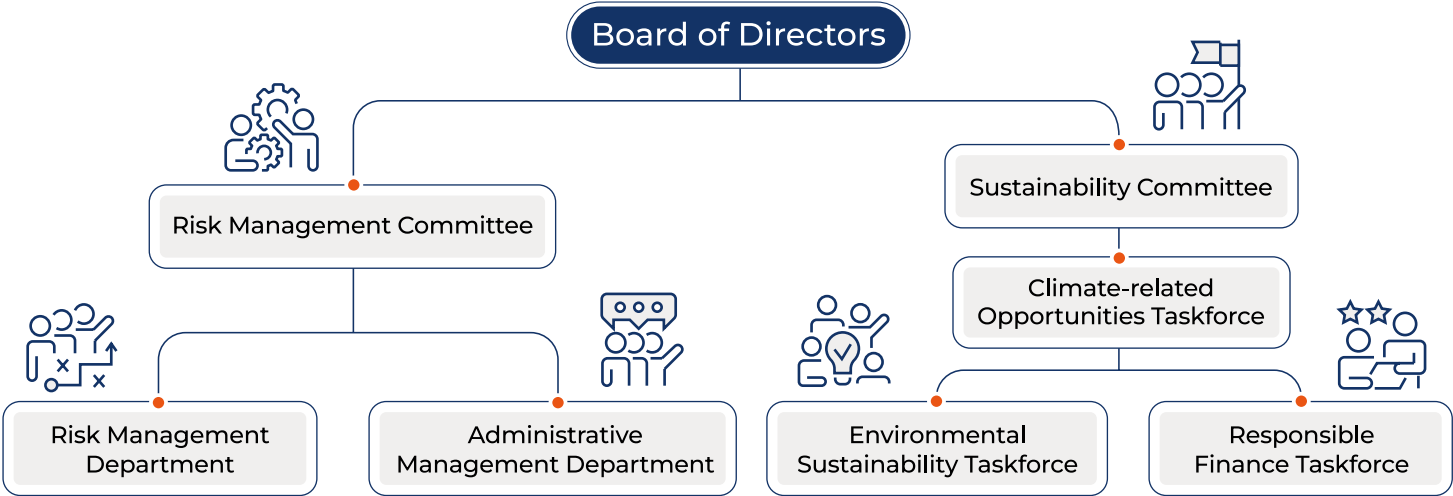 Board of Directors
Risk Management Committee
Sustainability Committee
Climate-related
Opportunities Taskforce
Risk Management
Department
Administrative
Management Department
Environmental
Sustainability Taskforce
Responsible
Finance Taskforce